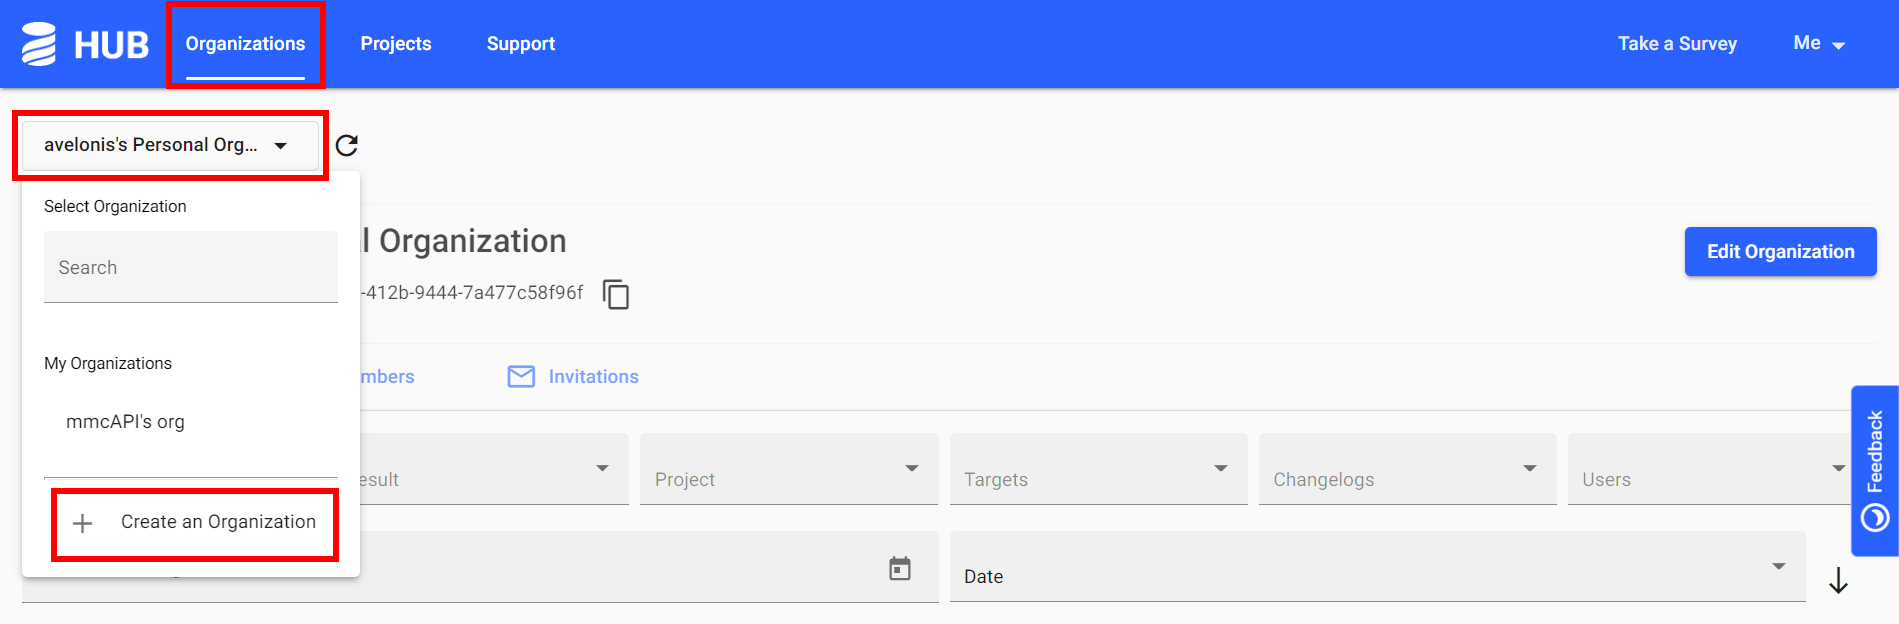 HUB Organizations Projects Support Take a Survey Me
avelonis's Personal Org...
Select Organization
l Organization
Edit Organization
Search
-412b-9444-7a477c58f96f
My Organizations
mbers Invitations
mmcAPI's org
esult Project Targets Changelogs Users
Feedback
Create an Organization
Date